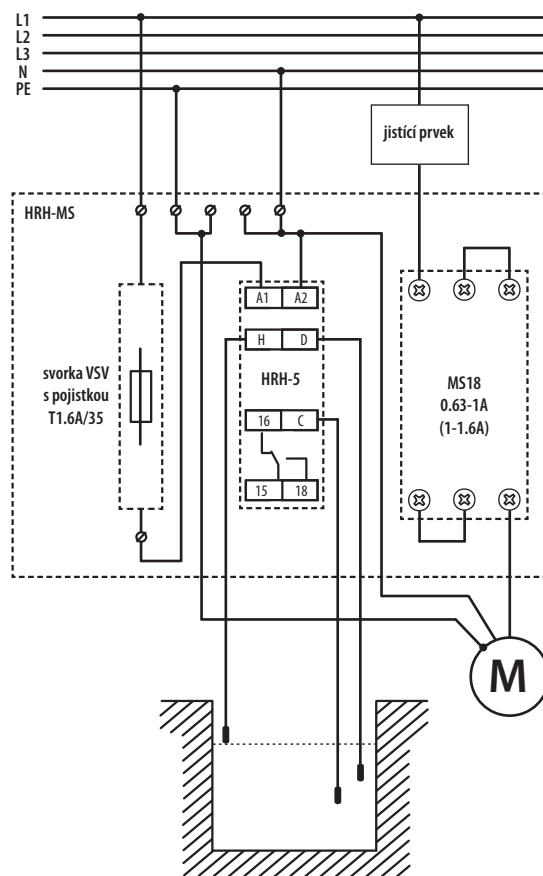 L1
L2
L3
N
PE
jistící prvek
HRH-MS
A1 A2
H D
HRH-5
svorka VSV
s pojistkou
T1.6A/35
MS18
0.63-1A
(1-1.6A)
16 C
15 18
M